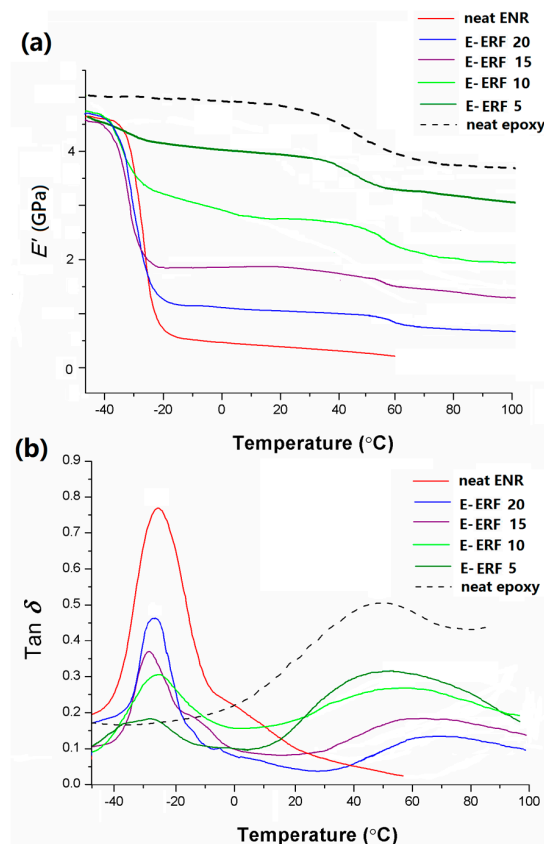 (a)
neat ENR
E-ERF 20
E-ERF 15
E-ERF 10
E-ERF 5
neat epoxy
E' (GPa)
4
2
0
-40 -20 0 20 40 60 80 100
Temperature (°C)
(b)
neat ENR
E-ERF 20
E-ERF 15
E-ERF 10
E-ERF 5
neat epoxy
Tan δ
0.9
0.8
0.7
0.6
0.5
0.4
0.3
0.2
0.1
0.0
-40 -20 0 20 40 60 80 100
Temperature (°C)